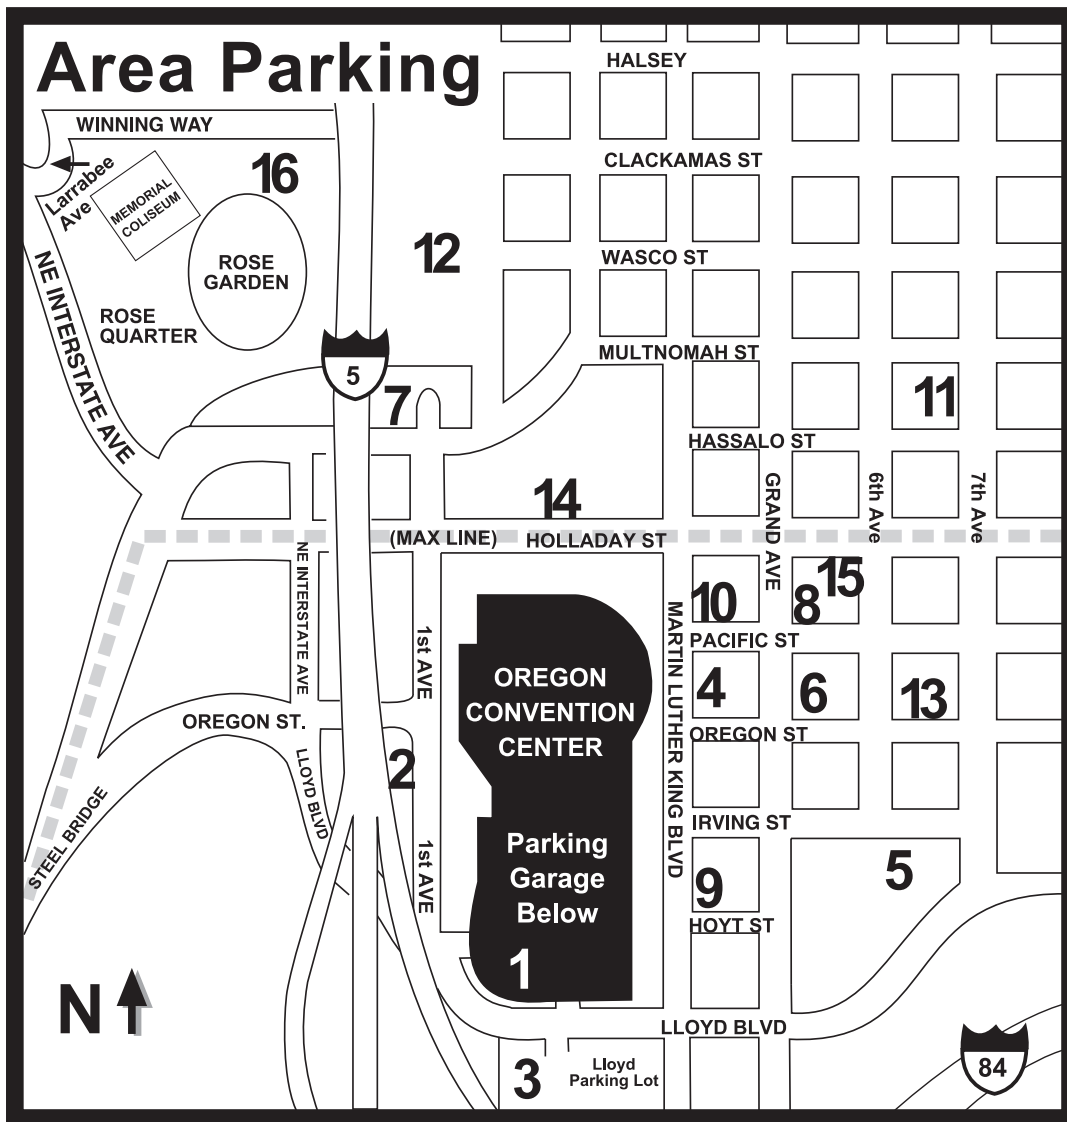 Area Parking
HALSEY
WINNING WAY
16
CLACKAMAS ST
Larrabee
Ave
MEMORIAL
COLISEUM
12
WASCO ST
ROSE
GARDEN
NE INTERSTATE AVE
ROSE
QUARTER
MULTNOMAH ST
5
7
11
HASSALO ST
GRAND AVE
6th Ave
7th Ave
14
(MAX LINE)
HOLLADAY ST
NE INTERSTATE AVE
10
8
15
1st AVE
MARTIN LUTHER KING BLVD
PACIFIC ST
OREGON
CONVENTION
CENTER
4
6
13
OREGON ST.
OREGON ST
LLOYD BLVD
2
STEEL BRIDGE
IRVING ST
1st AVE
Parking
Garage
Below
9
5
HOYT ST
1
N
LLOYD BLVD
3
Lloyd
Parking Lot
84